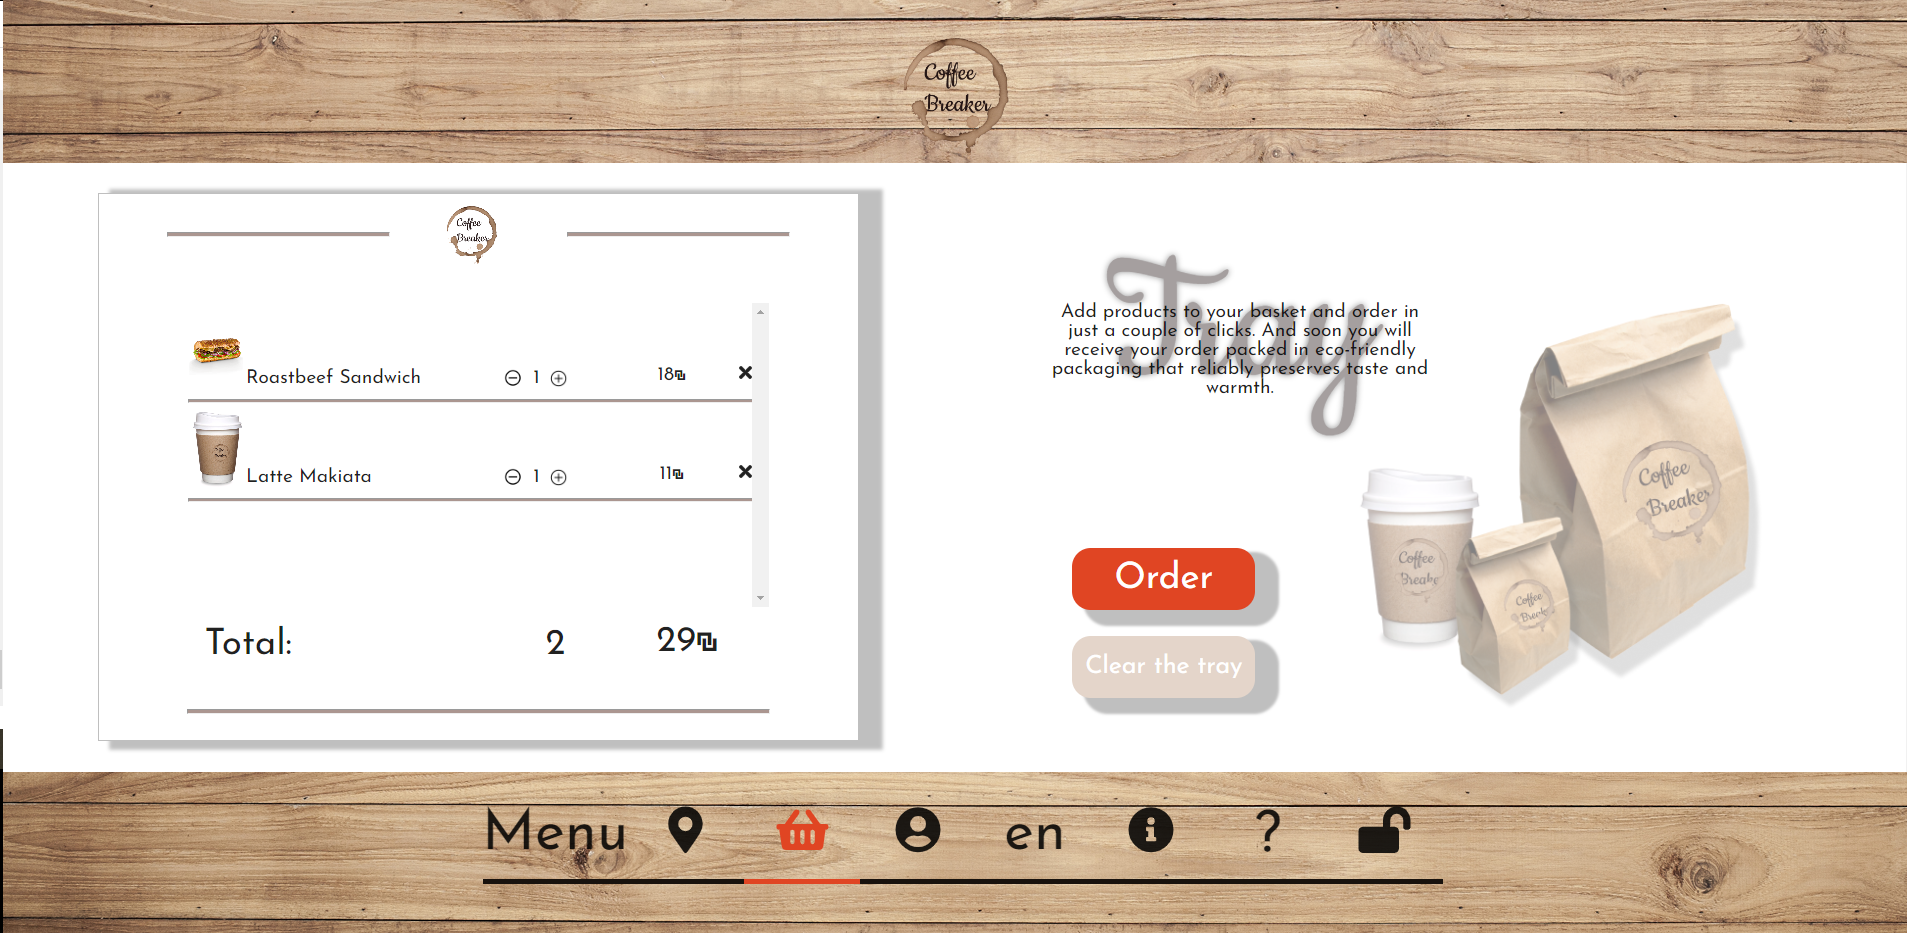 Coffee
Breaker
Coffee
Breaker
Roastbeef Sandwich 1 18₪
Latte Makiata 1 11₪
Total: 2 29₪
Tray
Add products to your basket and order in
just a couple of clicks. And soon you will
receive your order packed in eco-friendly
packaging that reliably preserves taste and
warmth.
Order
Clear the tray
Coffee
Breaker
Coffee
Breake
Coffee
Break
Menu en ?